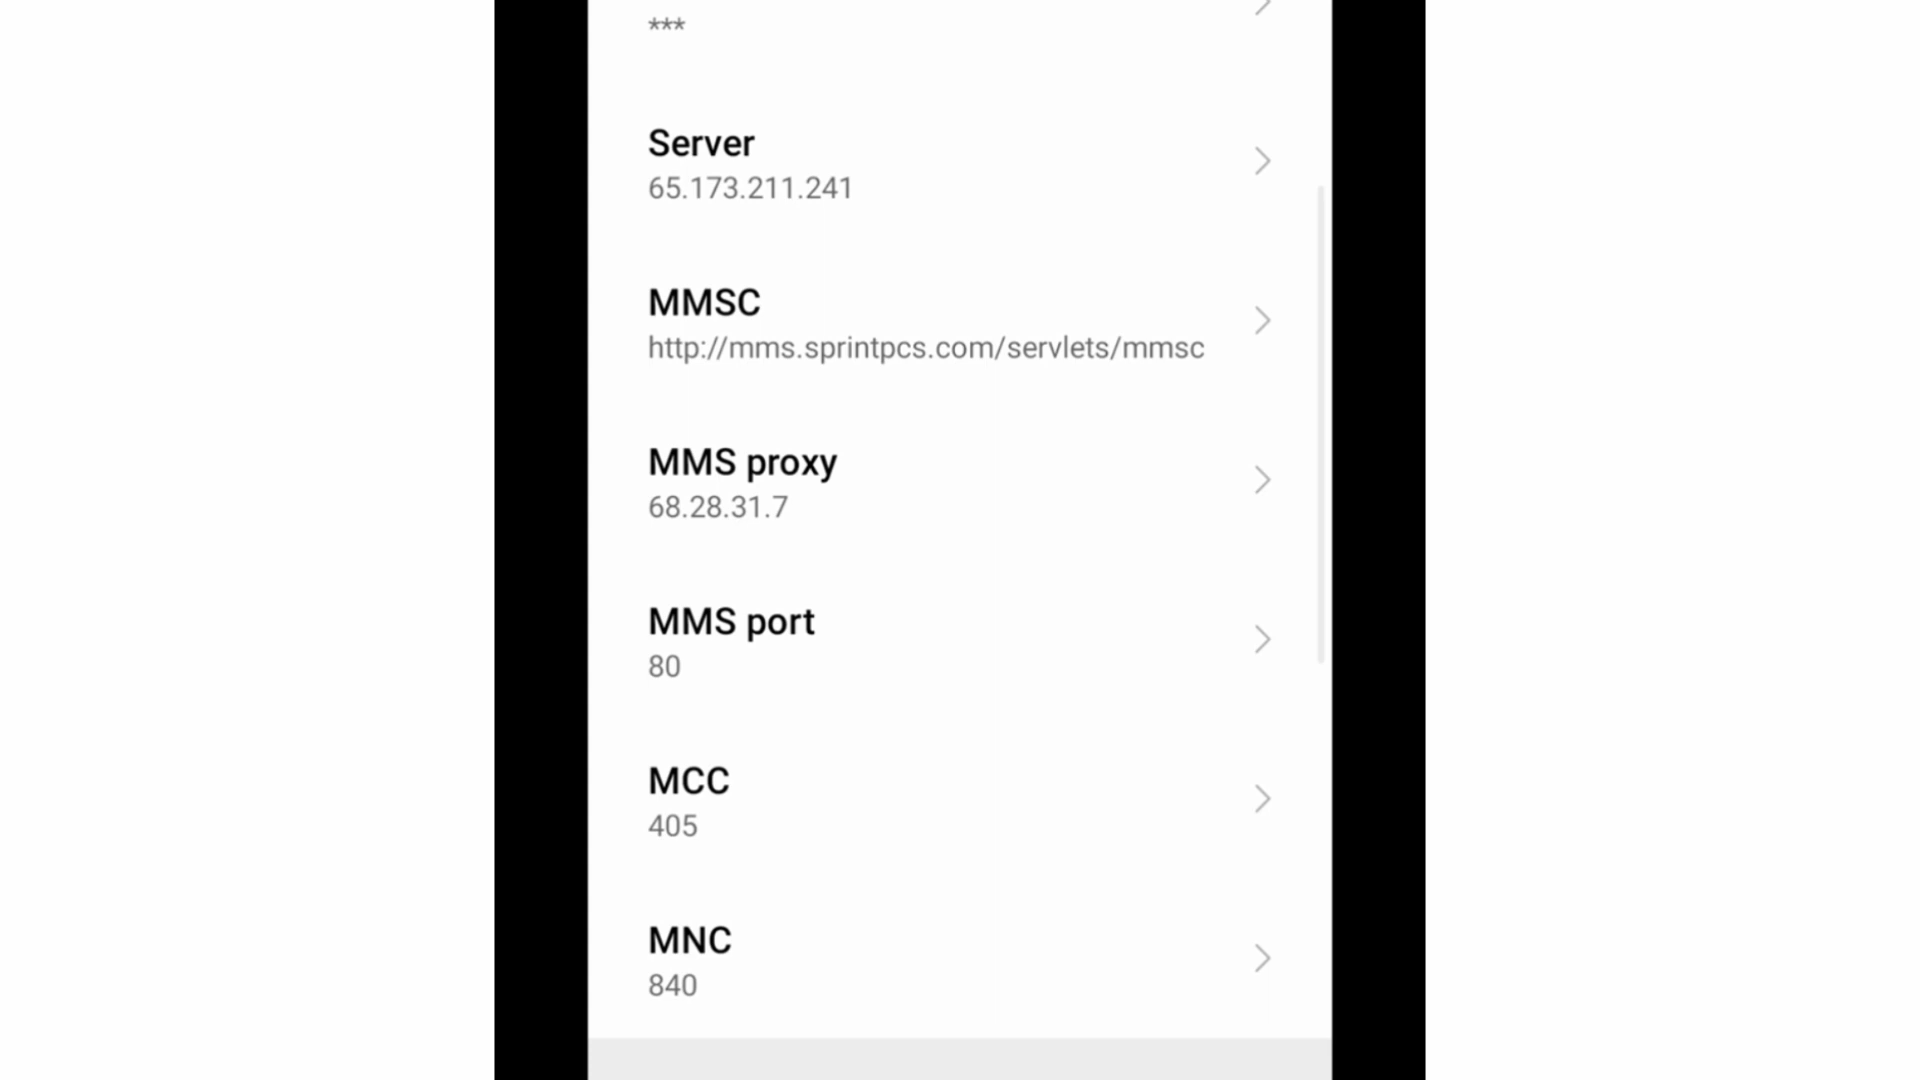 ***
Server
65.173.211.241
MMSC
http://mms.sprintpcs.com/servlets/mmsc
MMS proxy
68.28.31.7
MMS port
80
MCC
405
MNC
840